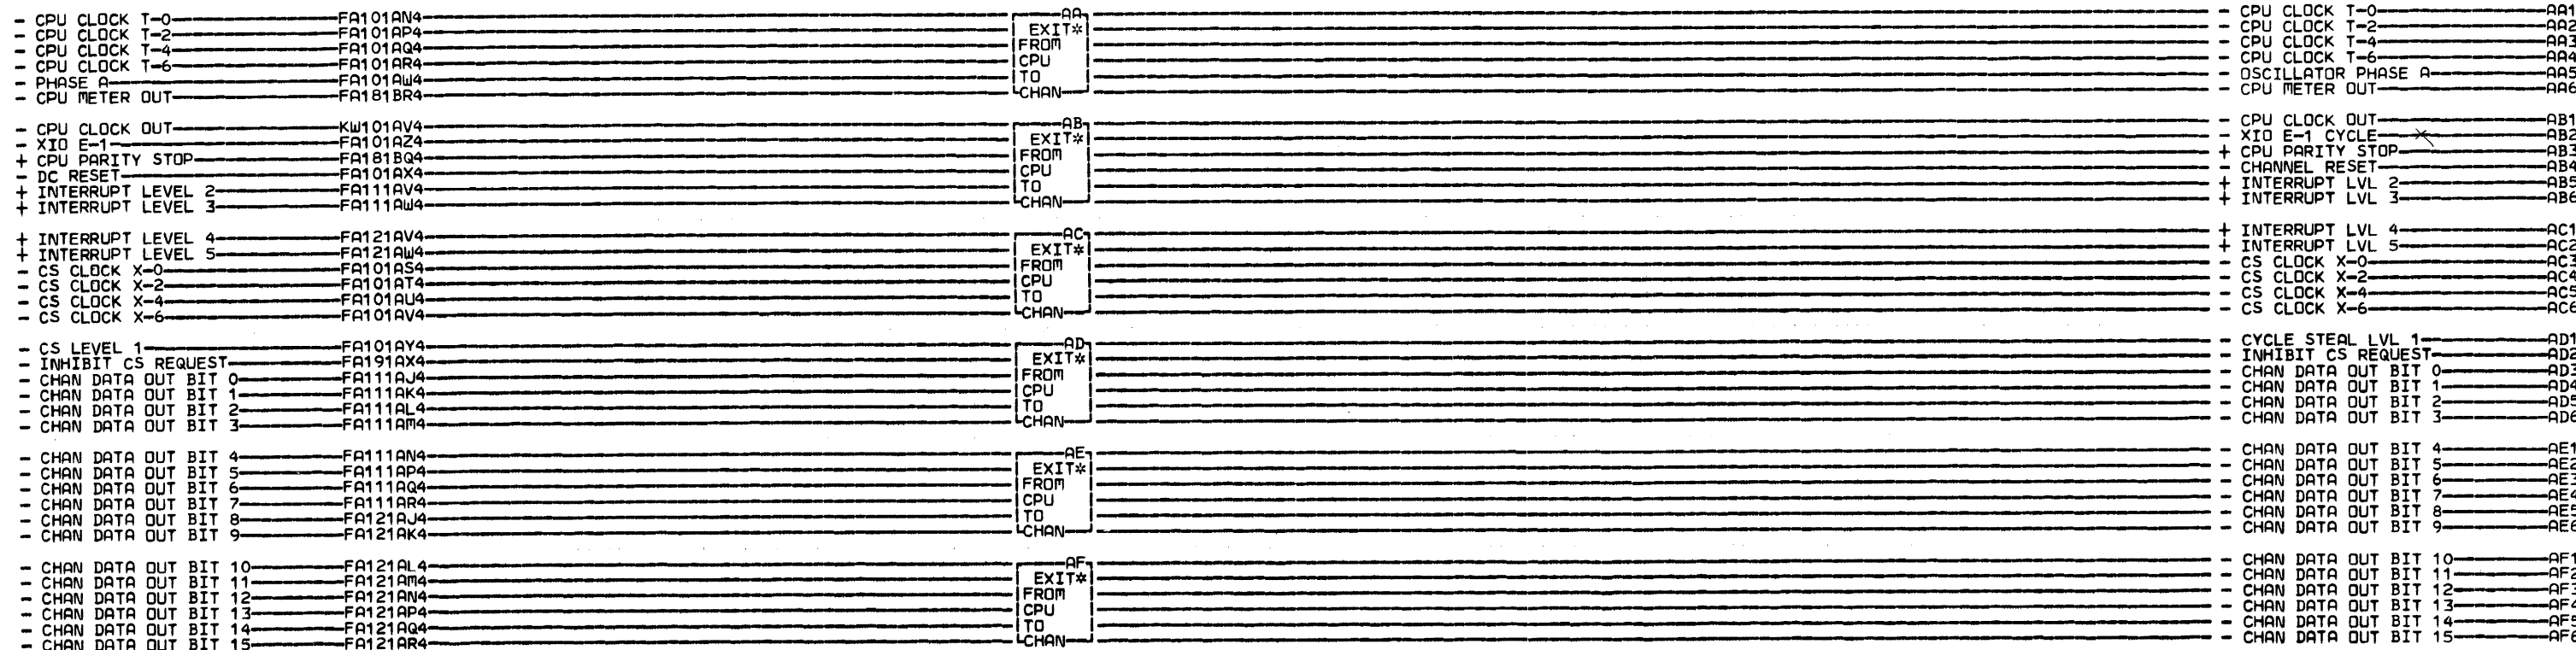 - CPU CLOCK T-0 FA101AN4 AA - CPU CLOCK T-0 AA1
- CPU CLOCK T-2 FA101AP4 EXIT* - CPU CLOCK T-2 AA2
- CPU CLOCK T-4 FA101AQ4 FROM - CPU CLOCK T-4 AA3
- CPU CLOCK T-6 FA101AR4 CPU - CPU CLOCK T-6 AA4
- PHASE A FA101AW4 TO - OSCILLATOR PHASE A AA5
- CPU METER OUT FA181BR4 CHAN - CPU METER OUT AA6
- CPU CLOCK OUT KW101AV4 AB - CPU CLOCK OUT AB1
- XIO E-1 FA101AZ4 EXIT* - XIO E-1 CYCLE AB2
+ CPU PARITY STOP FA181BQ4 FROM + CPU PARITY STOP AB3
- DC RESET FA101AX4 CPU - CHANNEL RESET AB4
+ INTERRUPT LEVEL 2 FA111AV4 TO + INTERRUPT LVL 2 AB5
+ INTERRUPT LEVEL 3 FA111AW4 CHAN + INTERRUPT LVL 3 AB6
+ INTERRUPT LEVEL 4 FA121AV4 AC + INTERRUPT LVL 4 AC1
+ INTERRUPT LEVEL 5 FA121AW4 EXIT* + INTERRUPT LVL 5 AC2
- CS CLOCK X-0 FA101AS4 FROM - CS CLOCK X-0 AC3
- CS CLOCK X-2 FA101AT4 CPU - CS CLOCK X-2 AC4
- CS CLOCK X-4 FA101AU4 TO - CS CLOCK X-4 AC5
- CS CLOCK X-6 FA101AV4 CHAN - CS CLOCK X-6 AC6
- CS LEVEL 1 FA101AY4 AD - CYCLE STEAL LVL 1 AD1
- INHIBIT CS REQUEST FA191AX4 EXIT* - INHIBIT CS REQUEST AD2
- CHAN DATA OUT BIT 0 FA111AJ4 FROM - CHAN DATA OUT BIT 0 AD3
- CHAN DATA OUT BIT 1 FA111AK4 CPU - CHAN DATA OUT BIT 1 AD4
- CHAN DATA OUT BIT 2 FA111AL4 TO - CHAN DATA OUT BIT 2 AD5
- CHAN DATA OUT BIT 3 FA111AM4 CHAN - CHAN DATA OUT BIT 3 AD6
- CHAN DATA OUT BIT 4 FA111AN4 AE - CHAN DATA OUT BIT 4 AE1
- CHAN DATA OUT BIT 5 FA111AP4 EXIT* - CHAN DATA OUT BIT 5 AE2
- CHAN DATA OUT BIT 6 FA111AQ4 FROM - CHAN DATA OUT BIT 6 AE3
- CHAN DATA OUT BIT 7 FA111AR4 CPU - CHAN DATA OUT BIT 7 AE4
- CHAN DATA OUT BIT 8 FA121AJ4 TO - CHAN DATA OUT BIT 8 AE5
- CHAN DATA OUT BIT 9 FA121AK4 CHAN - CHAN DATA OUT BIT 9 AE6
- CHAN DATA OUT BIT 10 FA121AL4 AF - CHAN DATA OUT BIT 10 AF1
- CHAN DATA OUT BIT 11 FA121AM4 EXIT* - CHAN DATA OUT BIT 11 AF2
- CHAN DATA OUT BIT 12 FA121AN4 FROM - CHAN DATA OUT BIT 12 AF3
- CHAN DATA OUT BIT 13 FA121AP4 CPU - CHAN DATA OUT BIT 13 AF4
- CHAN DATA OUT BIT 14 FA121AQ4 TO - CHAN DATA OUT BIT 14 AF5
- CHAN DATA OUT BIT 15 FA121AR4 CHAN - CHAN DATA OUT BIT 15 AF6